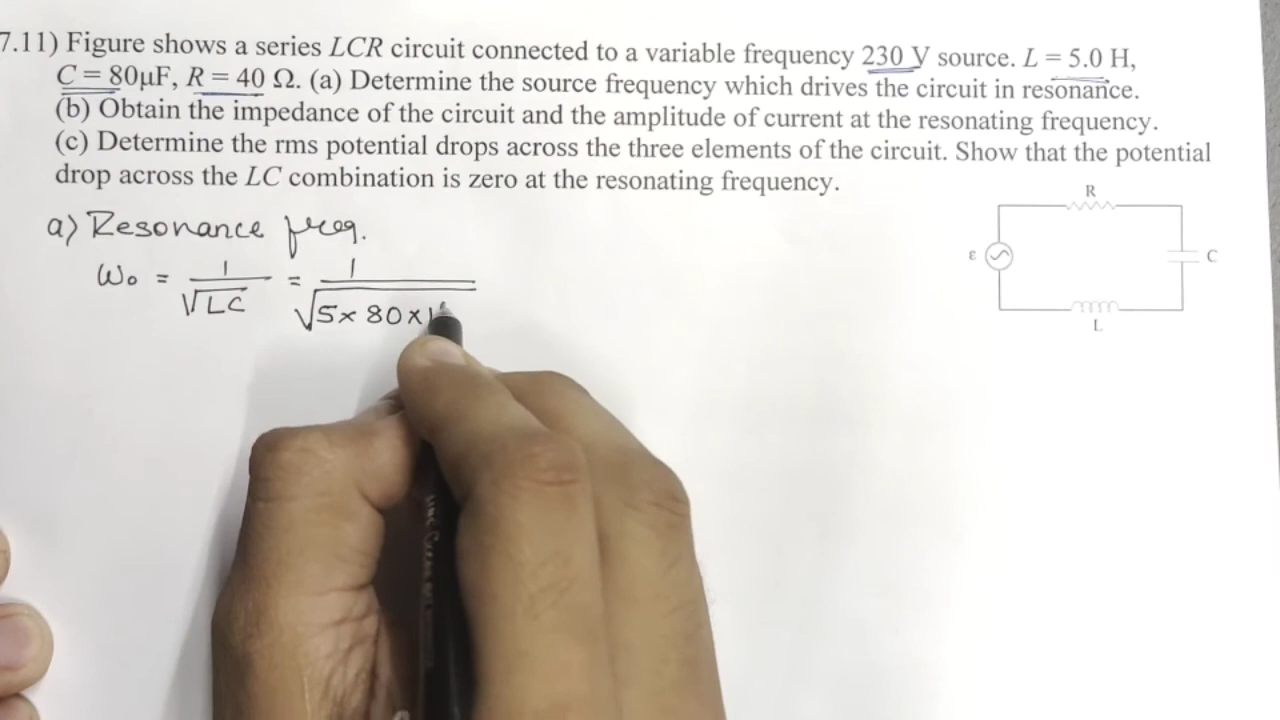 7.11) Figure shows a series LCR circuit connected to a variable frequency 230 V source. L = 5.0 H,
C = 80μF, R = 40 Ω. (a) Determine the source frequency which drives the circuit in resonance.
(b) Obtain the impedance of the circuit and the amplitude of current at the resonating frequency.
(c) Determine the rms potential drops across the three elements of the circuit. Show that the potential
drop across the LC combination is zero at the resonating frequency.
R
ε
C
L
a) Resonance freq.
ω₀ = 1/√LC = 1/√5×80×1